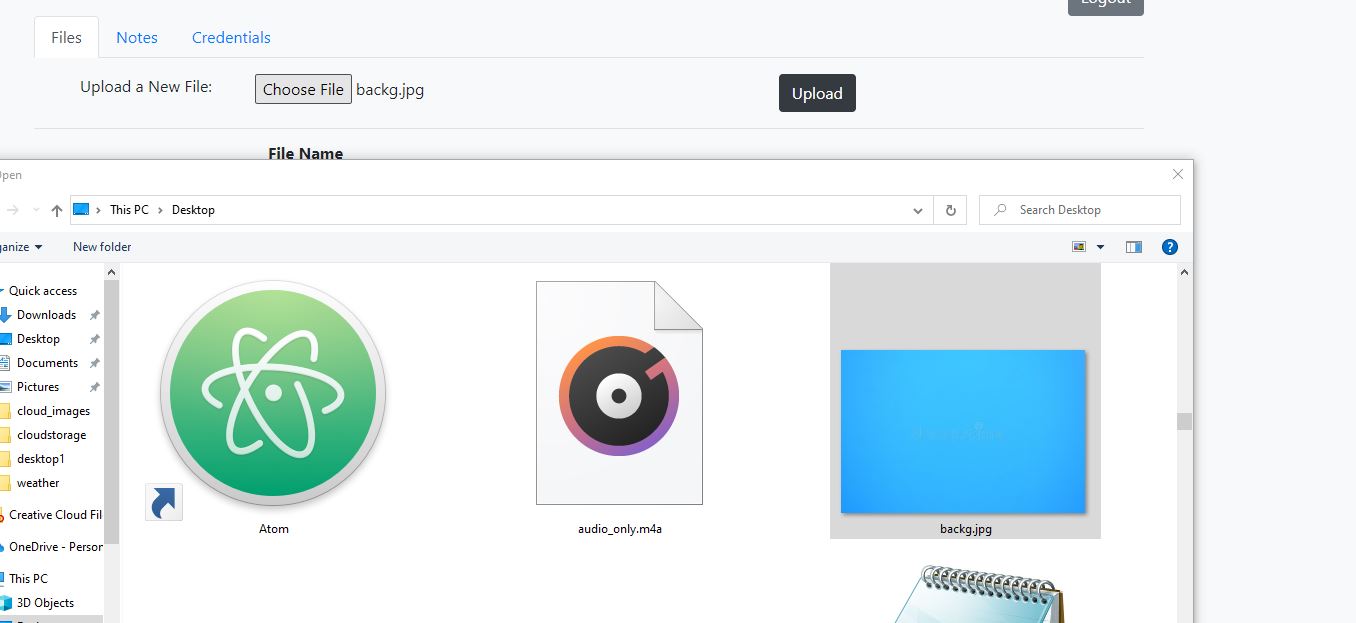 Logout
Files Notes Credentials
Upload a New File: Choose File backg.jpg Upload
File Name
Open
This PC > Desktop Search Desktop
ganize New folder
Quick access
Downloads
Desktop
Documents
Pictures
cloud_images
cloudstorage
desktop1
weather
Creative Cloud Fil
OneDrive - Person
This PC
3D Objects
Atom audio_only.m4a backg.jpg